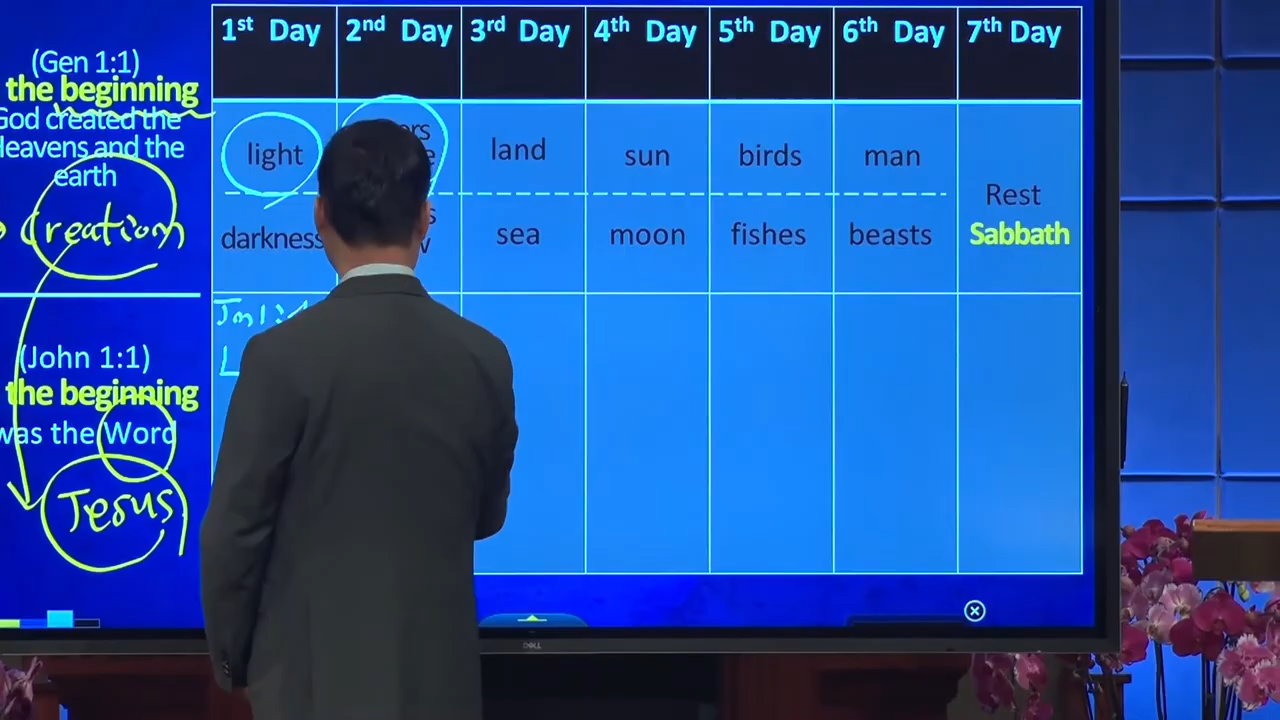 1st Day 2nd Day 3rd Day 4th Day 5th Day 6th Day 7th Day
(Gen 1:1)
the beginning
God created the
Heavens and the
earth
Creation
light land sun birds man
darkness sea moon fishes beasts
Rest
Sabbath
(John 1:1)
the beginning
was the Word
Jesus
DELL